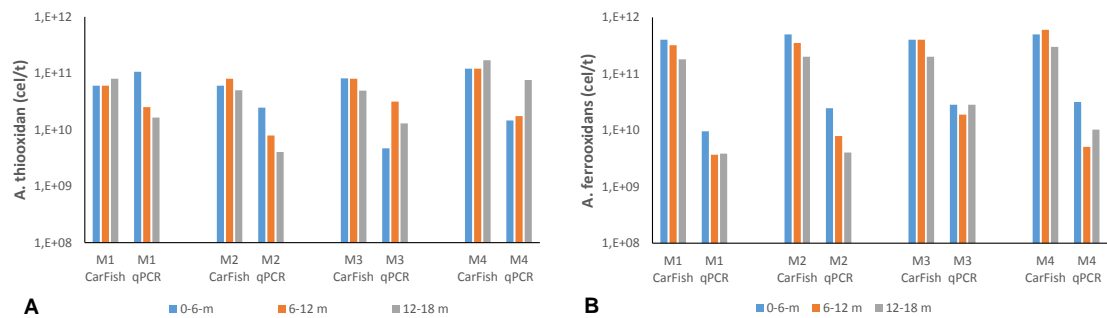 A. thiooxidan (cel/t)
1,E+12
1,E+11
1,E+10
1,E+09
1,E+08
M1 M1 M2 M2 M3 M3 M4 M4
CarFish qPCR CarFish qPCR CarFish qPCR CarFish qPCR
A
0-6-m 6-12 m 12-18 m
A. ferrooxidans (cel/t)
1,E+12
1,E+11
1,E+10
1,E+09
1,E+08
M1 M1 M2 M2 M3 M3 M4 M4
CarFish qPCR CarFish qPCR CarFish qPCR CarFish qPCR
B
0-6-m 6-12 m 12-18 m